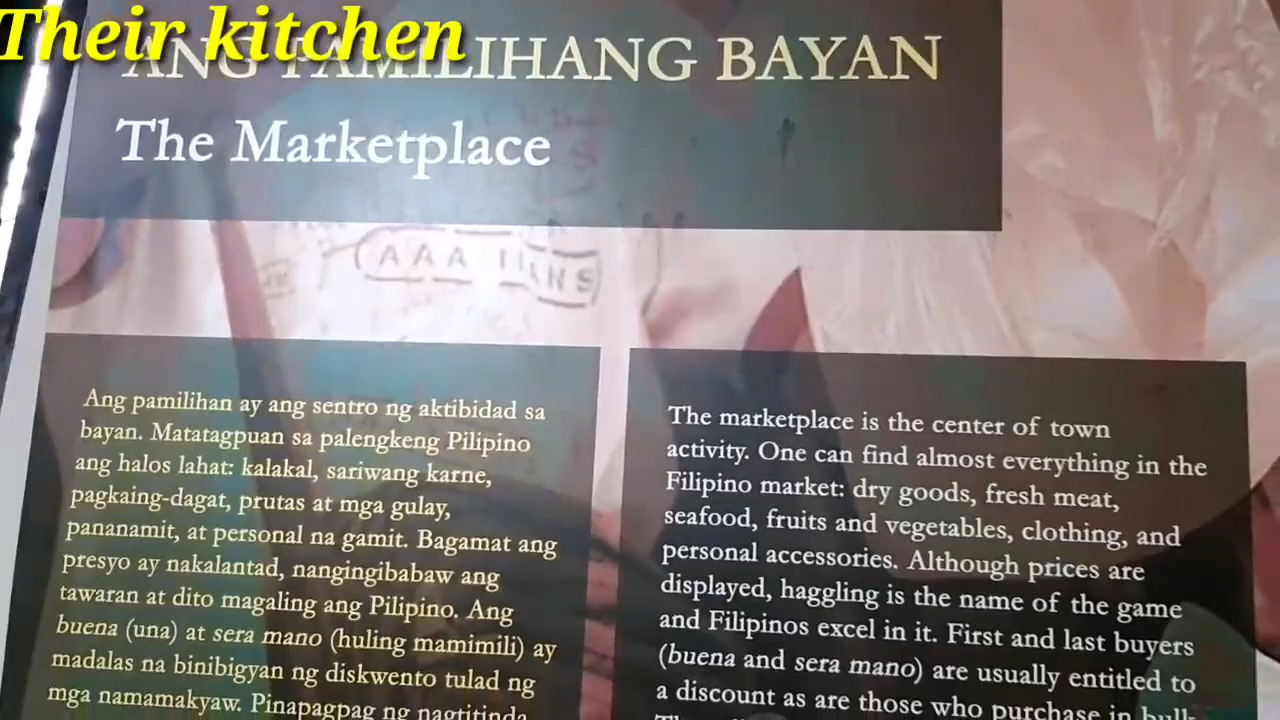 Their kitchen
ANG PAMILIHANG BAYAN
The Marketplace
AAA
Ang pamilihan ay ang sentro ng aktibidad sa
bayan. Matatagpuan sa palengkeng Pilipino
ang halos lahat: kalakal, sariwang karne,
pagkaing-dagat, prutas at mga gulay,
pananamit, at personal na gamit. Bagamat ang
presyo ay nakalantad, nangingibabaw ang
tawaran at dito magaling ang Pilipino. Ang
buena (una) at sera mano (huling mamimili) ay
madalas na binibigyan ng diskwento tulad ng
mga namamakyaw. Pinapagpag ng nagtitinda
The marketplace is the center of town
activity. One can find almost everything in the
Filipino market: dry goods, fresh meat,
seafood, fruits and vegetables, clothing, and
personal accessories. Although prices are
displayed, haggling is the name of the game
and Filipinos excel in it. First and last buyers
(buena and sera mano) are usually entitled to
a discount as are those who purchase in bulk.